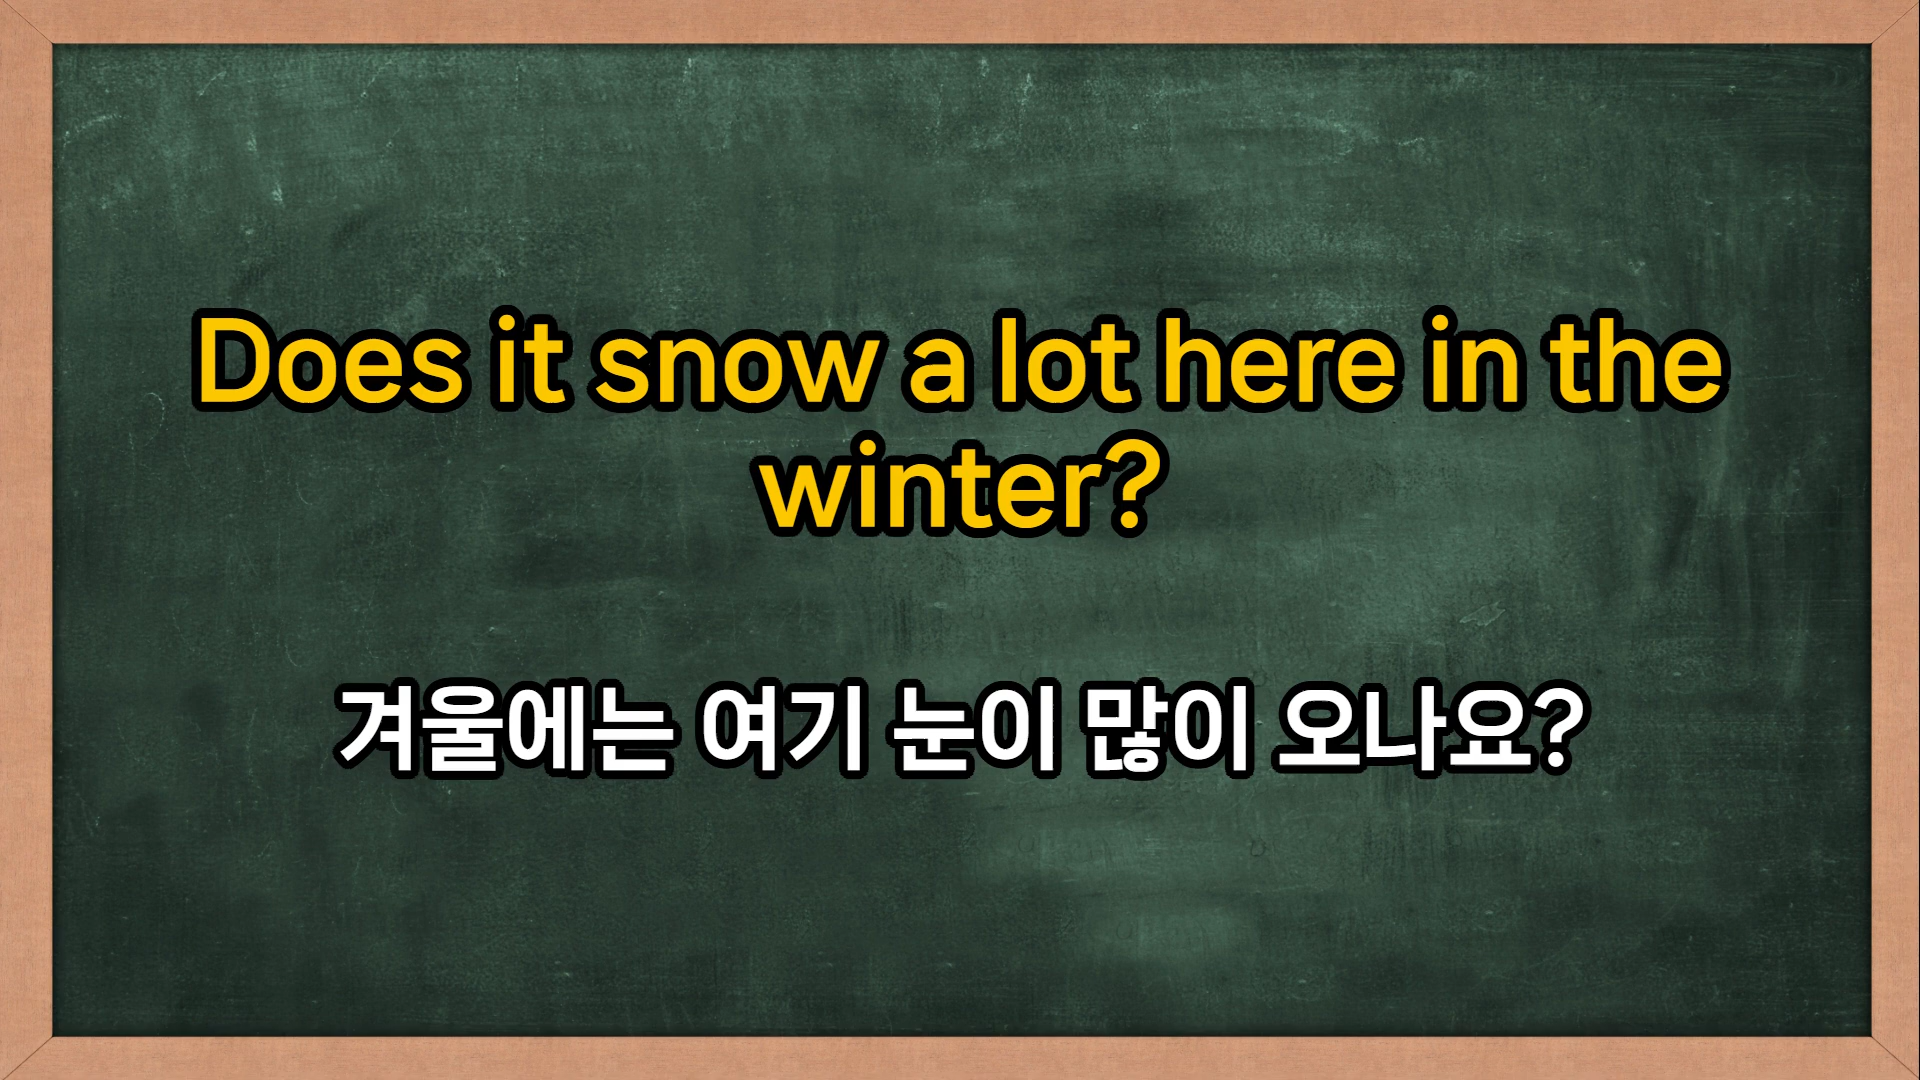 Does it snow a lot here in the
winter?
겨울에는 여기 눈이 많이 오나요?